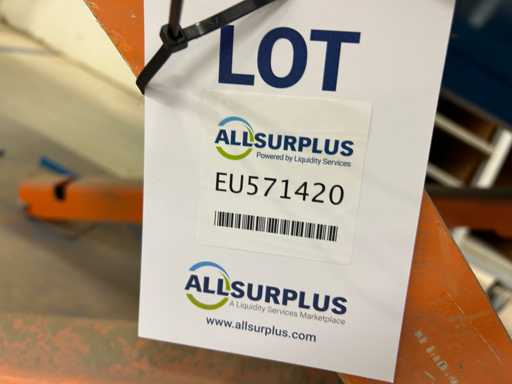 LOT
ALLSURPLUS
Powered by Liquidity Services
EU571420
ALLSURPLUS
A Liquidity Services Marketplace
www.allsurplus.com